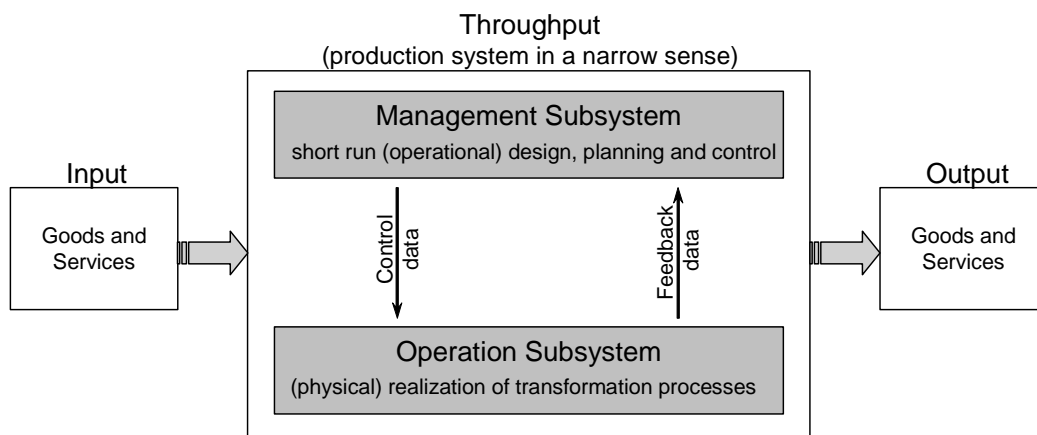 Throughput
(production system in a narrow sense)
Management Subsystem
short run (operational) design, planning and control
Input
Goods and
Services
Control
data
Feedback
data
Output
Goods and
Services
Operation Subsystem
(physical) realization of transformation processes